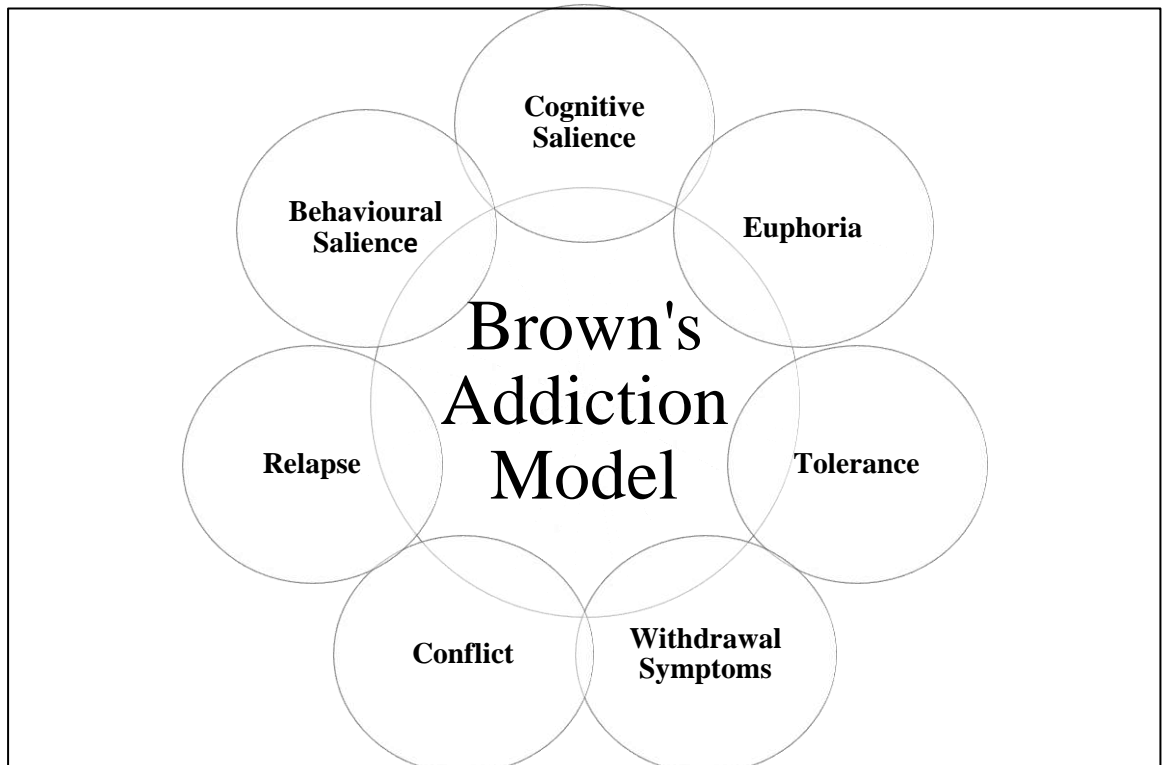 Cognitive
Salience
Behavioural
Salience
Euphoria
Brown's
Addiction
Model
Relapse
Tolerance
Conflict
Withdrawal
Symptoms